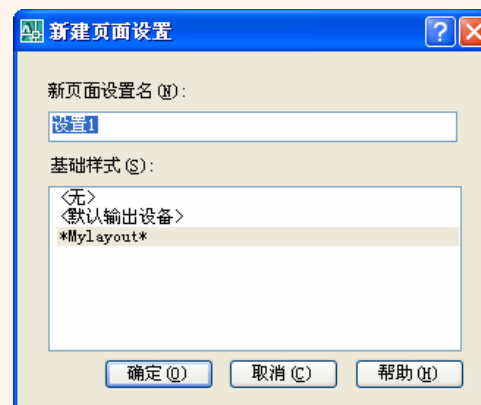 新建页面设置
新页面设置名(N):
设置1
基础样式(S):
<无>
<默认输出设备>
*Mylayout*
确定(O) 取消(C) 帮助(H)